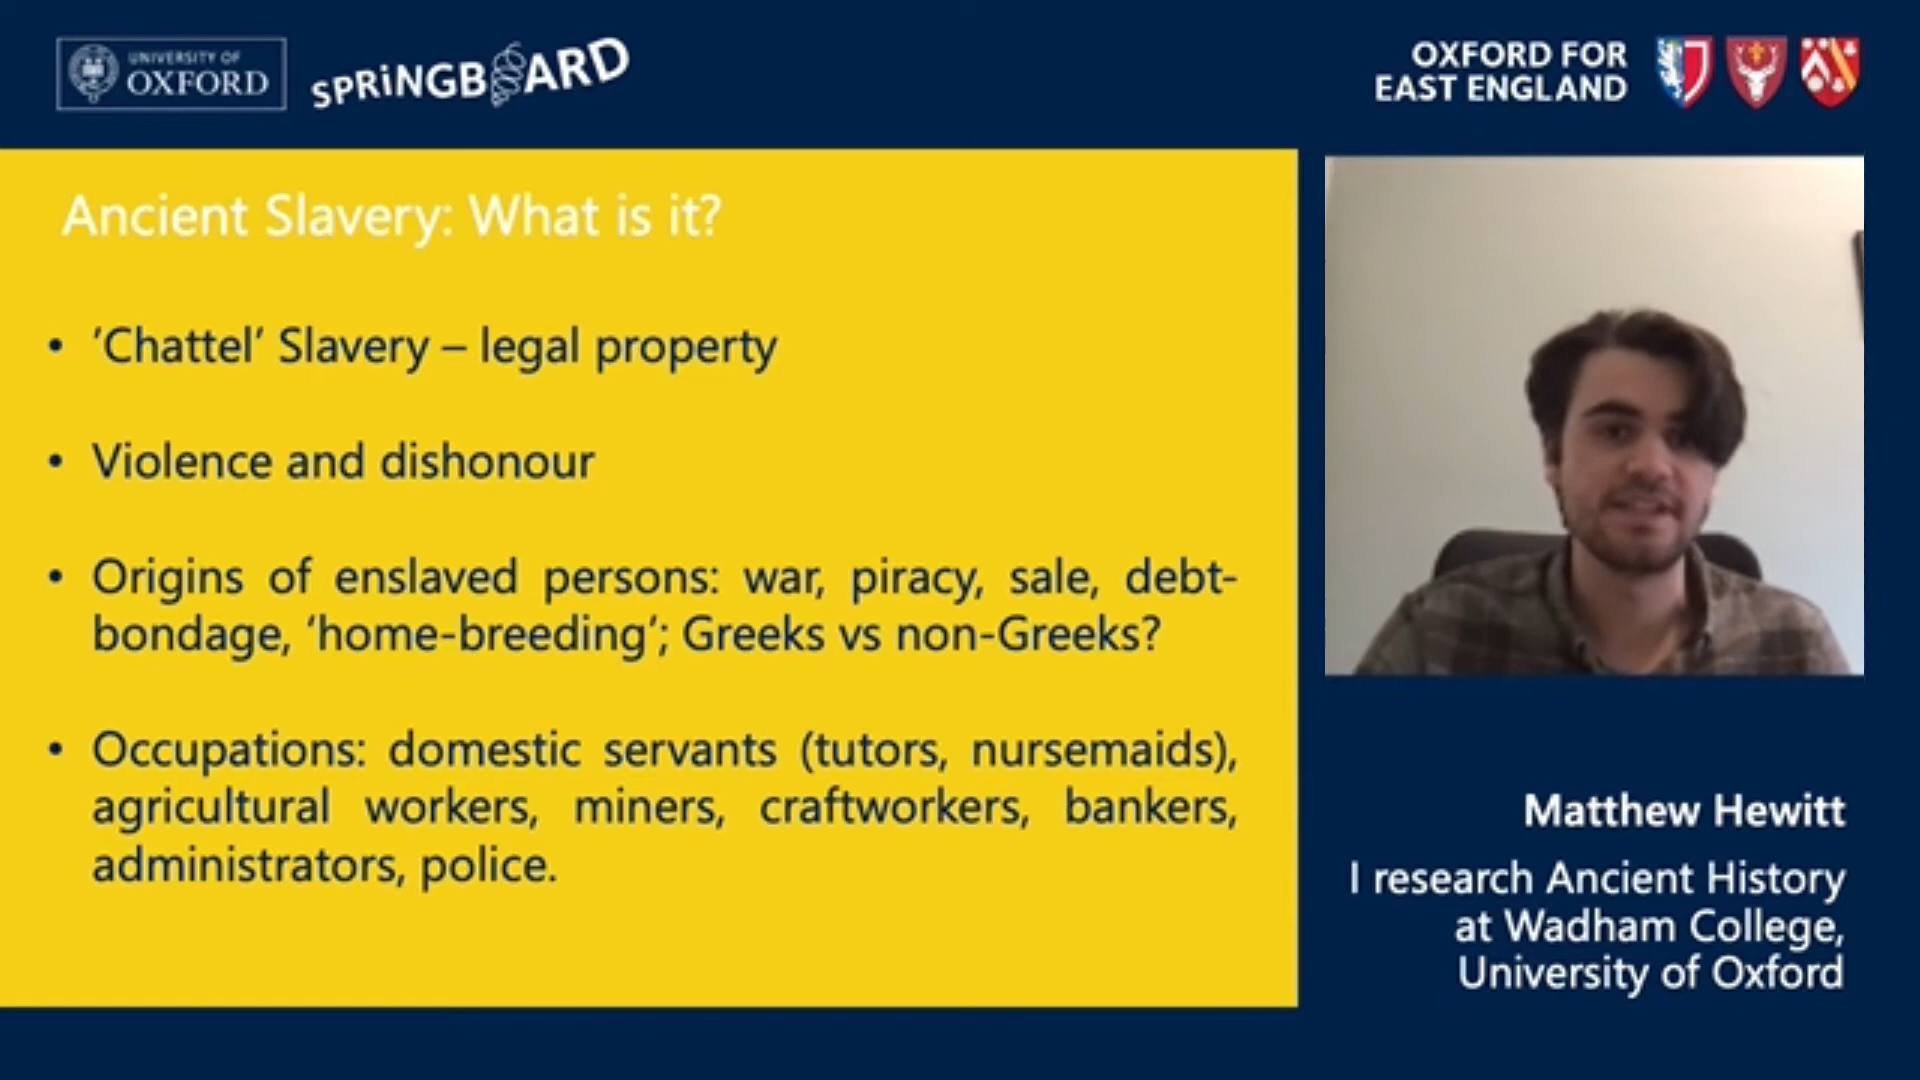 UNIVERSITY OF
OXFORD
SPRiNGBOARD
OXFORD FOR
EAST ENGLAND
Ancient Slavery: What is it?
• ‘Chattel’ Slavery – legal property
• Violence and dishonour
• Origins of enslaved persons: war, piracy, sale, debt-
bondage, ‘home-breeding’; Greeks vs non-Greeks?
• Occupations: domestic servants (tutors, nursemaids),
agricultural workers, miners, craftworkers, bankers,
administrators, police.
Matthew Hewitt
I research Ancient History
at Wadham College,
University of Oxford